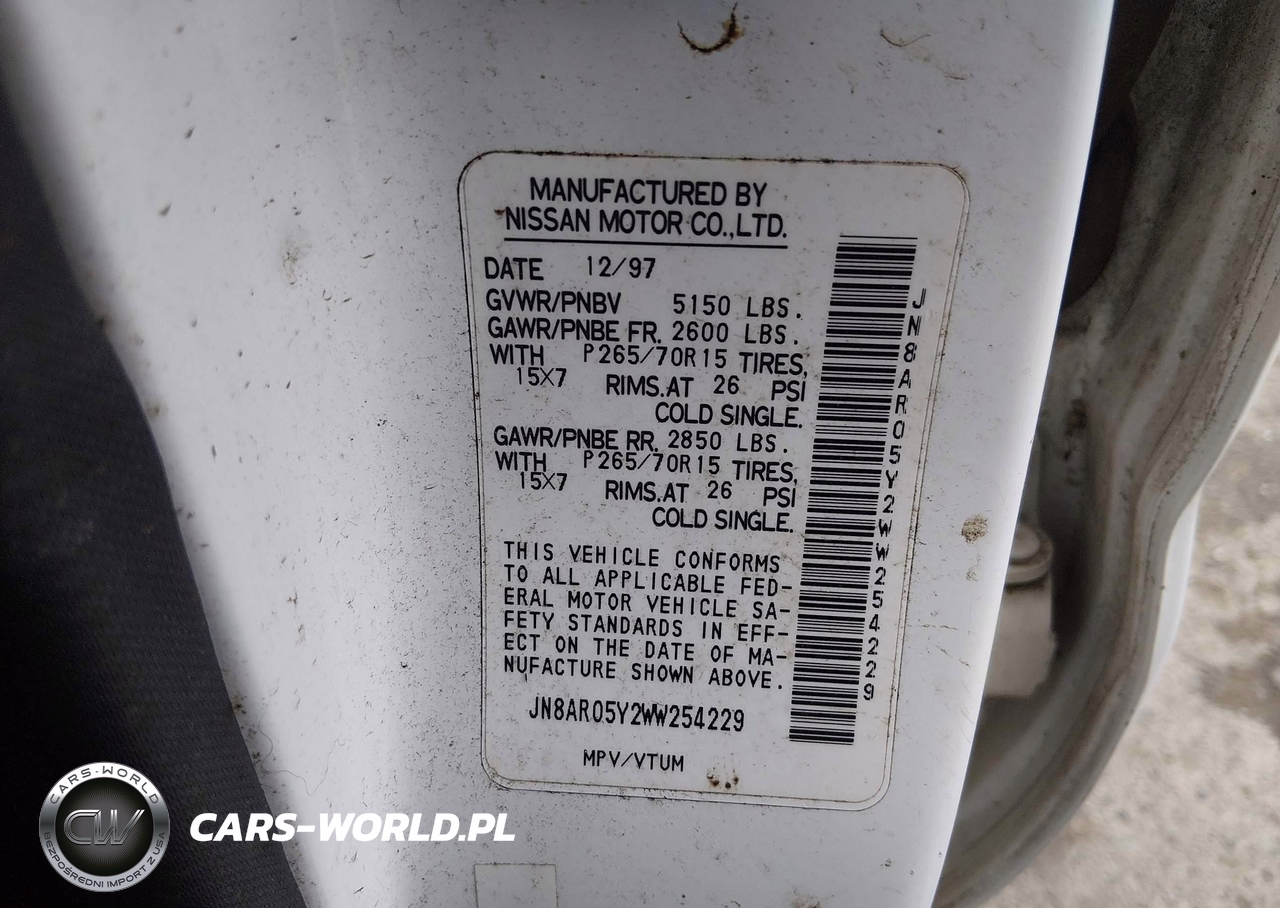 MANUFACTURED BY
NISSAN MOTOR CO.,LTD.
DATE 12/97
GVWR/PNBV 5150 LBS.
GAWR/PNBE FR. 2600 LBS.
WITH P265/70R15 TIRES,
15X7 RIMS.AT 26 PSI
COLD SINGLE.
GAWR/PNBE RR. 2850 LBS.
WITH P265/70R15 TIRES,
15X7 RIMS.AT 26 PSI
COLD SINGLE.
THIS VEHICLE CONFORMS
TO ALL APPLICABLE FED-
ERAL MOTOR VEHICLE SA-
FETY STANDARDS IN EFF-
ECT ON THE DATE OF MA-
NUFACTURE SHOWN ABOVE.
JN8AR05Y2WW254229
MPV/VTUM
JN8AR05Y2WW254229
CARS-WORLD
CW
BEZPOŚREDNI IMPORT Z USA
CARS-WORLD.PL